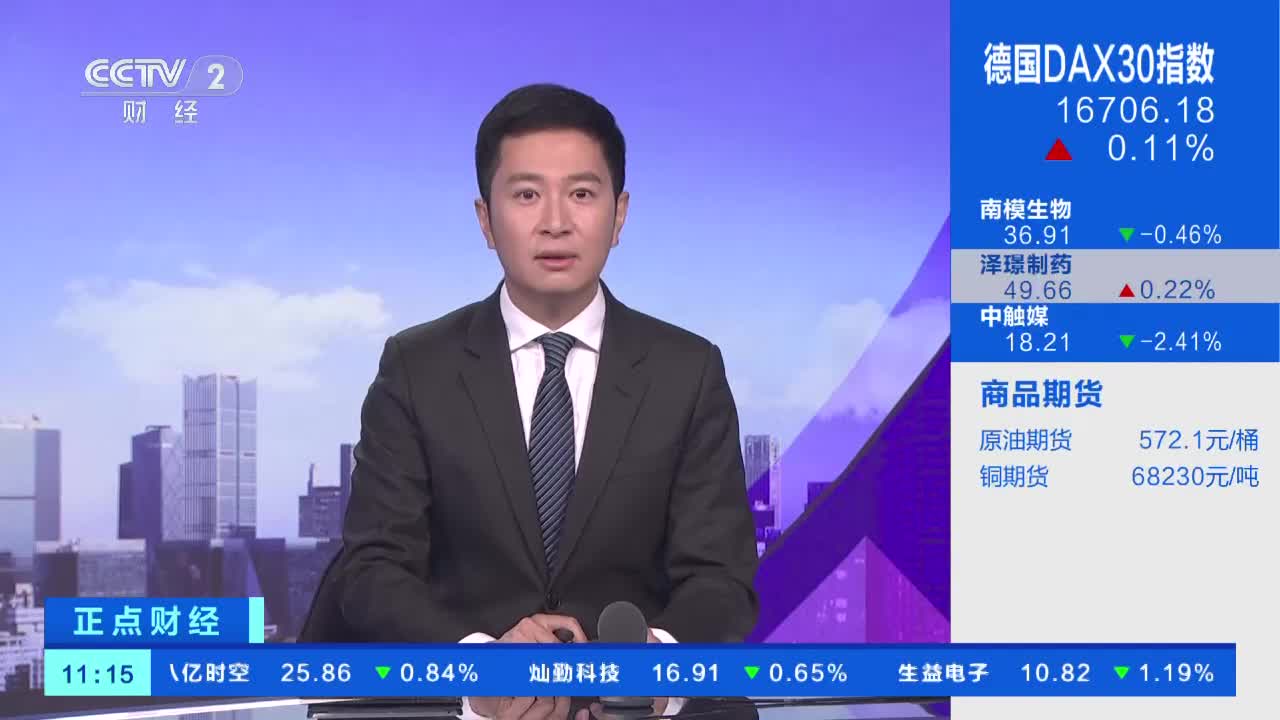 CCTV 2
财 经
德国DAX30指数
16706.18
▲ 0.11%
南模生物
36.91 ▼-0.46%
泽璟制药
49.66 ▲0.22%
中触媒
18.21 ▼-2.41%
商品期货
原油期货 572.1元/桶
铜期货 68230元/吨
正点财经
11:15 亿时空 25.86 ▼0.84% 灿勤科技 16.91 ▼0.65% 生益电子 10.82 ▼1.19%